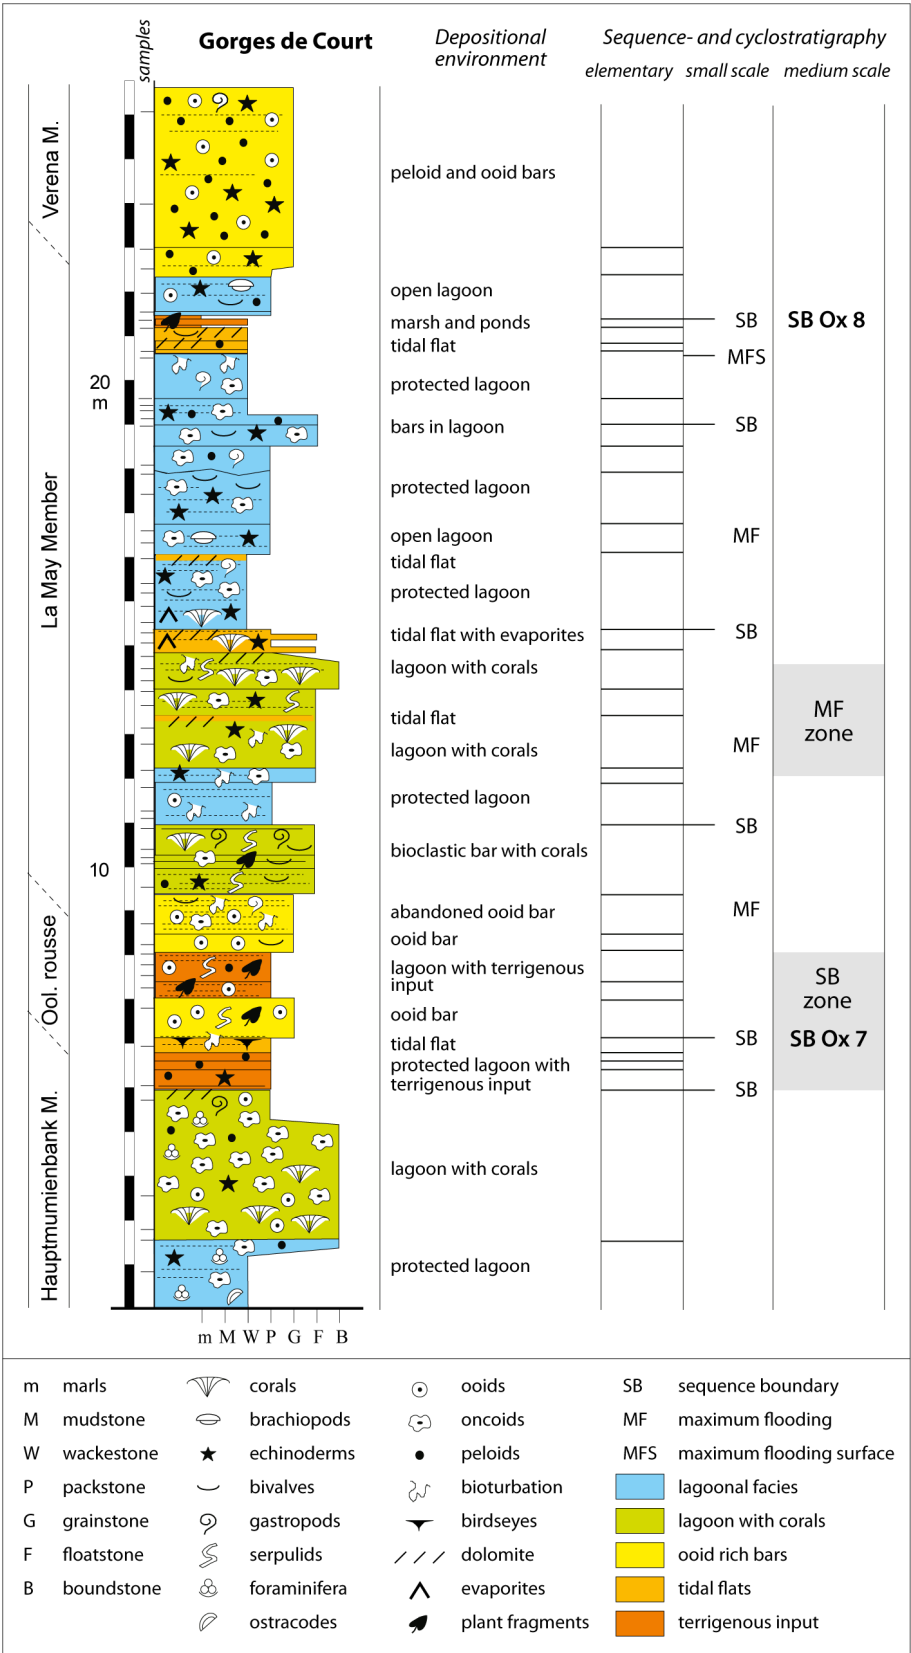 samples
Gorges de Court
Depositional
environment
Sequence- and cyclostratigraphy
elementary
small scale
medium scale
Verena M.
La May Member
Ool. rousse
Hauptmumienbank M.
20
m
10
peloid and ooid bars
open lagoon
marsh and ponds
tidal flat
protected lagoon
bars in lagoon
protected lagoon
open lagoon
tidal flat
protected lagoon
tidal flat with evaporites
lagoon with corals
tidal flat
lagoon with corals
protected lagoon
bioclastic bar with corals
abandoned ooid bar
ooid bar
lagoon with terrigenous
input
ooid bar
tidal flat
protected lagoon with
terrigenous input
lagoon with corals
protected lagoon
SB
MFS
SB
MF
SB
MF
SB
MF
SB
SB
SB Ox 8
MF
zone
SB
zone
SB Ox 7
m M W P G F B
m marls
M mudstone
W wackestone
P packstone
G grainstone
F floatstone
B boundstone
corals
brachiopods
echinoderms
bivalves
gastropods
serpulids
foraminifera
ostracodes
ooids
oncoids
peloids
bioturbation
birdseyes
dolomite
evaporites
plant fragments
SB sequence boundary
MF maximum flooding
MFS maximum flooding surface
lagoonal facies
lagoon with corals
ooid rich bars
tidal flats
terrigenous input